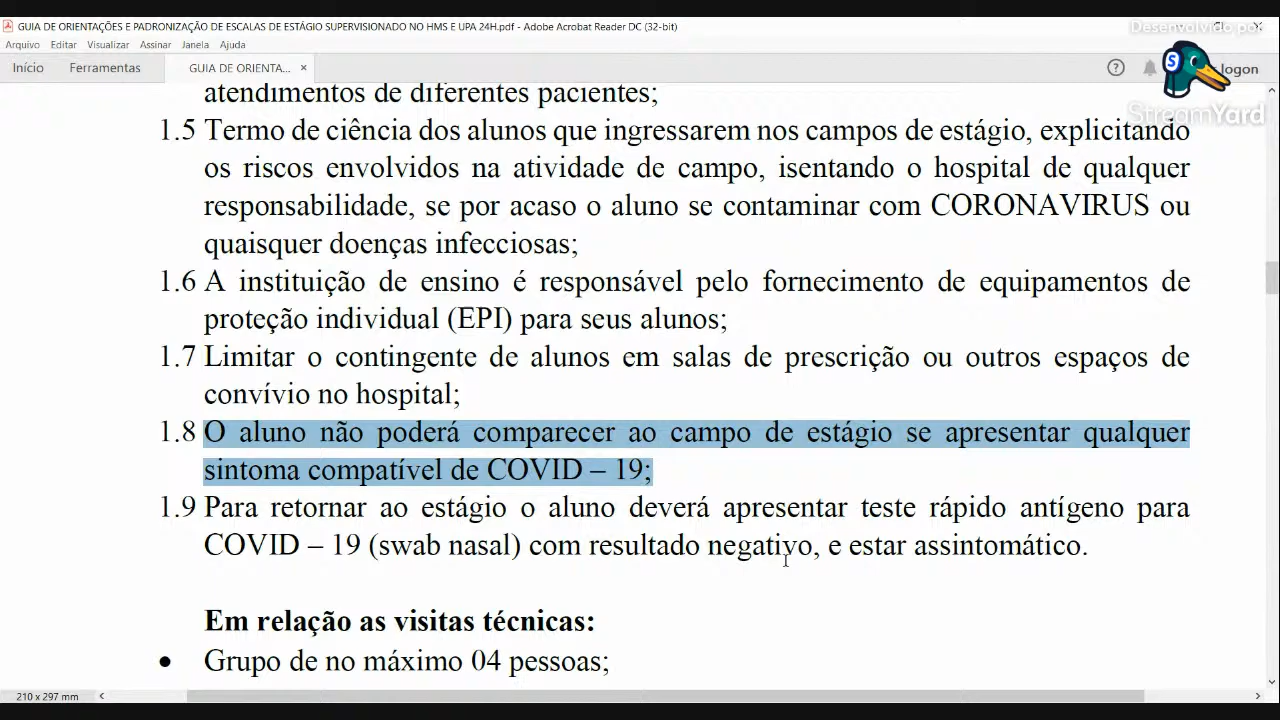 GUIA DE ORIENTAÇÕES E PADRONIZAÇÃO DE ESCALAS DE ESTÁGIO SUPERVISIONADO NO HMS E UPA 24H.pdf - Adobe Acrobat Reader DC (32-bit)
Desenvolvido por
Arquivo Editar Visualizar Assinar Janela Ajuda
Início Ferramentas GUIA DE ORIENTA... × logon
StreamYard
atendimentos de diferentes pacientes;
1.5 Termo de ciência dos alunos que ingressarem nos campos de estágio, explicitando
os riscos envolvidos na atividade de campo, isentando o hospital de qualquer
responsabilidade, se por acaso o aluno se contaminar com CORONAVIRUS ou
quaisquer doenças infecciosas;
1.6 A instituição de ensino é responsável pelo fornecimento de equipamentos de
proteção individual (EPI) para seus alunos;
1.7 Limitar o contingente de alunos em salas de prescrição ou outros espaços de
convívio no hospital;
1.8 O aluno não poderá comparecer ao campo de estágio se apresentar qualquer
sintoma compatível de COVID – 19;
1.9 Para retornar ao estágio o aluno deverá apresentar teste rápido antígeno para
COVID – 19 (swab nasal) com resultado negativo, e estar assintomático.
Em relação as visitas técnicas:
• Grupo de no máximo 04 pessoas;
210 x 297 mm